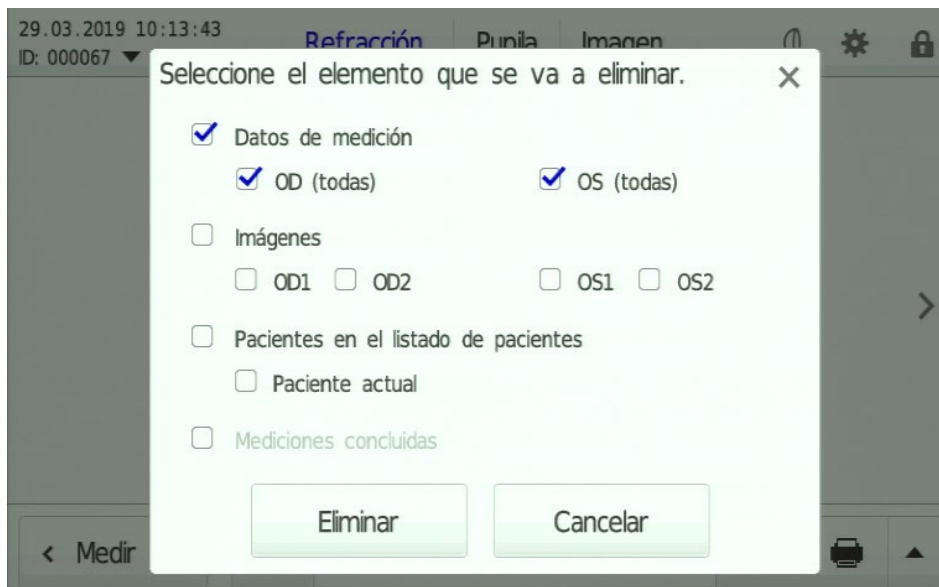 29.03.2019 10:13:43
ID: 000067
Refracción Pupila Imagen
Seleccione el elemento que se va a eliminar.
Datos de medición
OD (todas) OS (todas)
Imágenes
OD1 OD2 OS1 OS2
Pacientes en el listado de pacientes
Paciente actual
Mediciones concluidas
Eliminar Cancelar
Medir